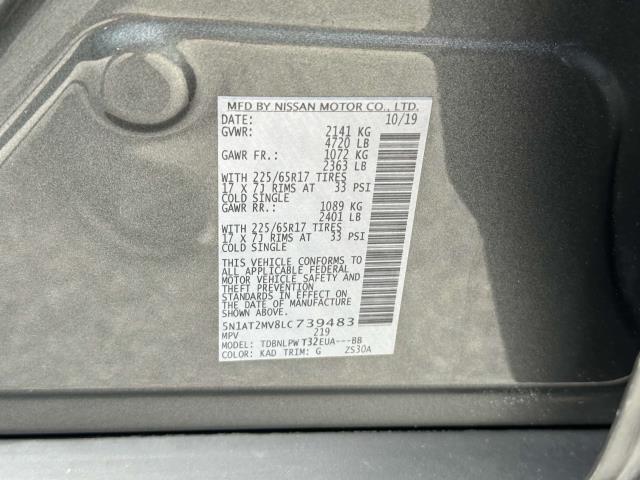 MFD BY NISSAN MOTOR CO., LTD.
DATE: 10/19
GVWR: 2141 KG
4720 LB
GAWR FR.: 1072 KG
2363 LB
WITH 225/65R17 TIRES
17 X 7J RIMS AT 33 PSI
COLD SINGLE
GAWR RR.: 1089 KG
2401 LB
WITH 225/65R17 TIRES
17 X 7J RIMS AT 33 PSI
COLD SINGLE
THIS VEHICLE CONFORMS TO
ALL APPLICABLE FEDERAL
MOTOR VEHICLE SAFETY AND
THEFT PREVENTION
STANDARDS IN EFFECT ON THE
DATE OF MANUFACTURE
SHOWN ABOVE.
5N1AT2MV8LC739483
MPV 219
MODEL: TDBNLPW T32EUA---BB
COLOR: KAD TRIM: G ZS30A